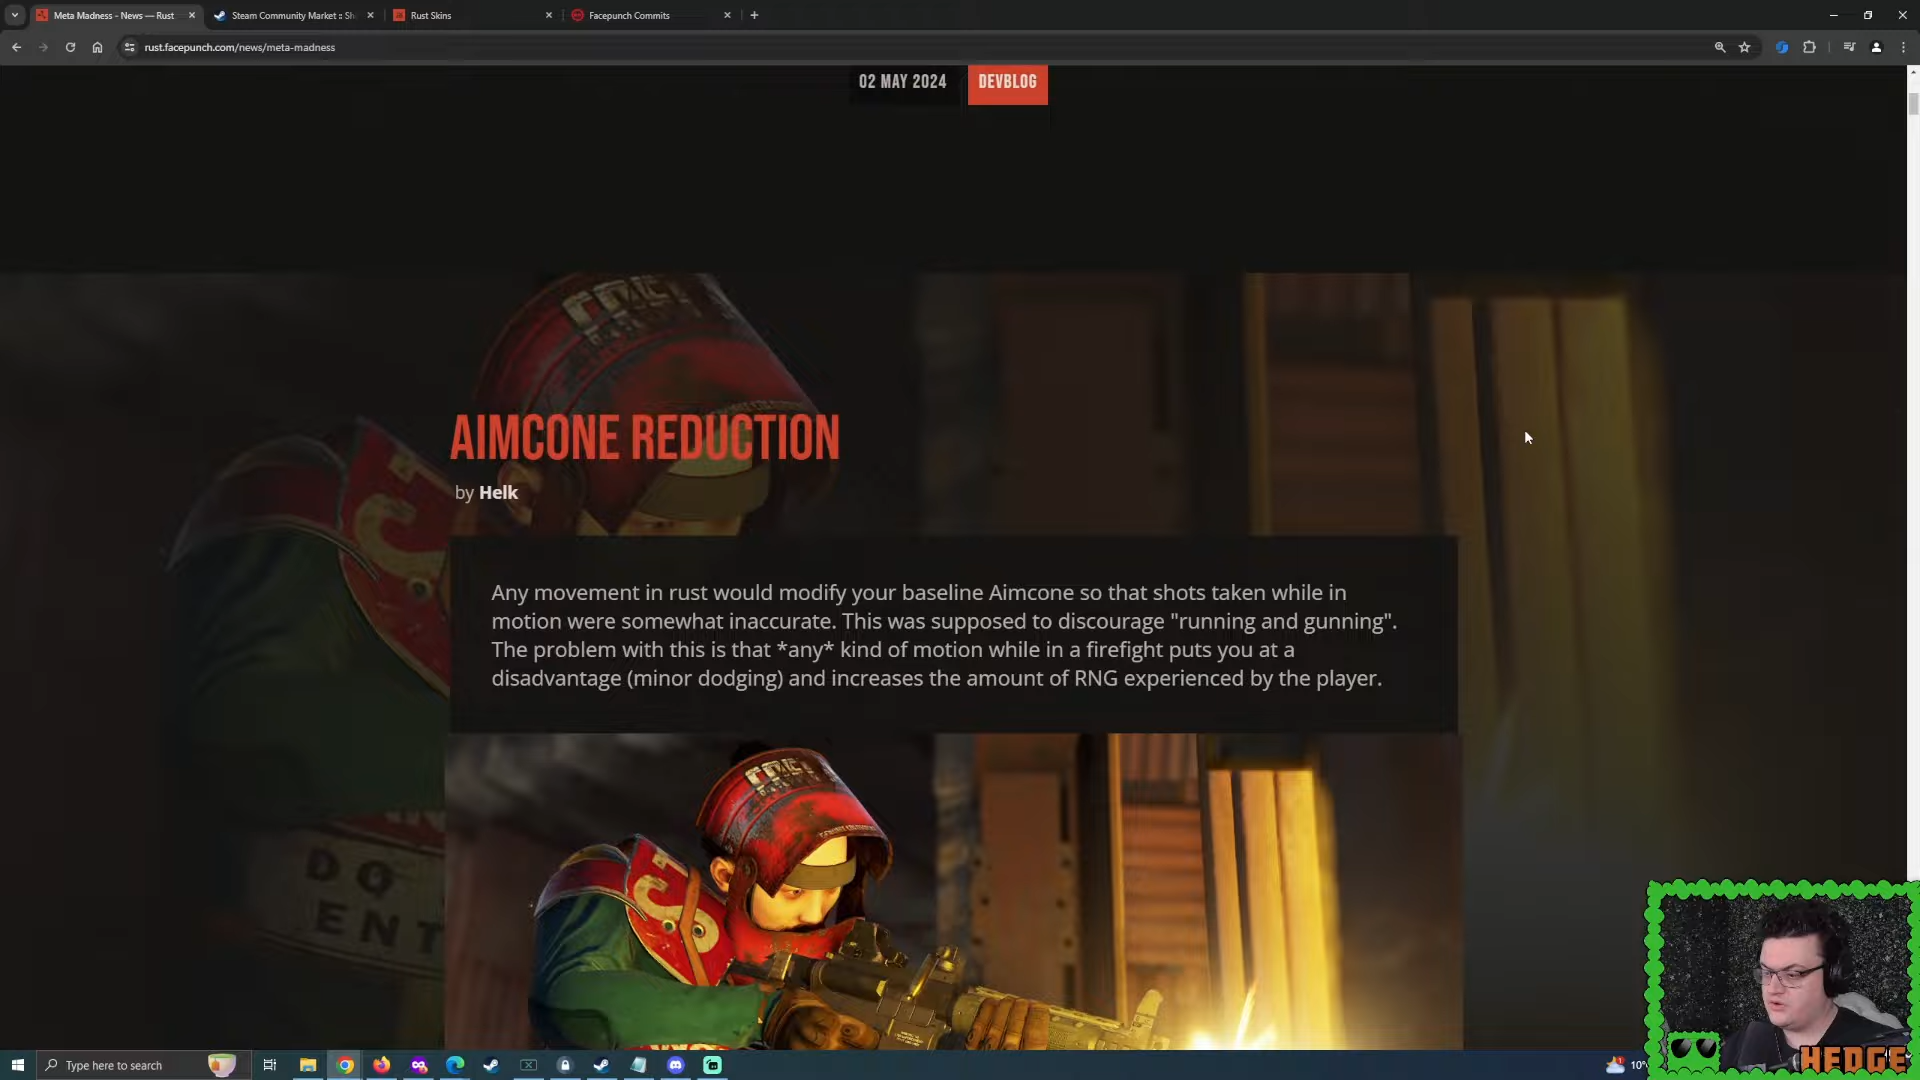 Meta Madness - News — Rust
Steam Community Market :: Sh
Rust Skins
Facepunch Commits
rust.facepunch.com/news/meta-madness
02 MAY 2024
DEVBLOG
AIMCONE REDUCTION
by Helk
Any movement in rust would modify your baseline Aimcone so that shots taken while in
motion were somewhat inaccurate. This was supposed to discourage "running and gunning".
The problem with this is that *any* kind of motion while in a firefight puts you at a
disadvantage (minor dodging) and increases the amount of RNG experienced by the player.
DO
ENT
Type here to search
10°
HEDGE